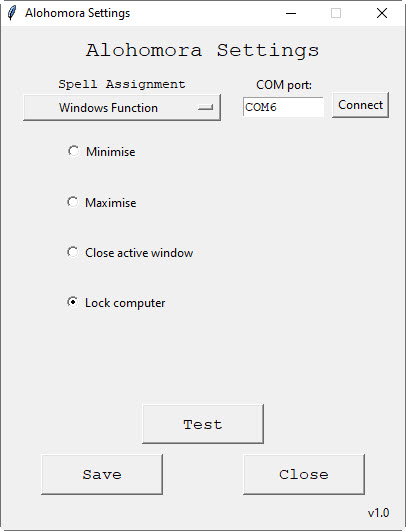 Alohomora Settings
Alohomora Settings
Spell Assignment
COM port:
Windows Function
COM6
Connect
Minimise
Maximise
Close active window
Lock computer
Test
Save
Close
v1.0